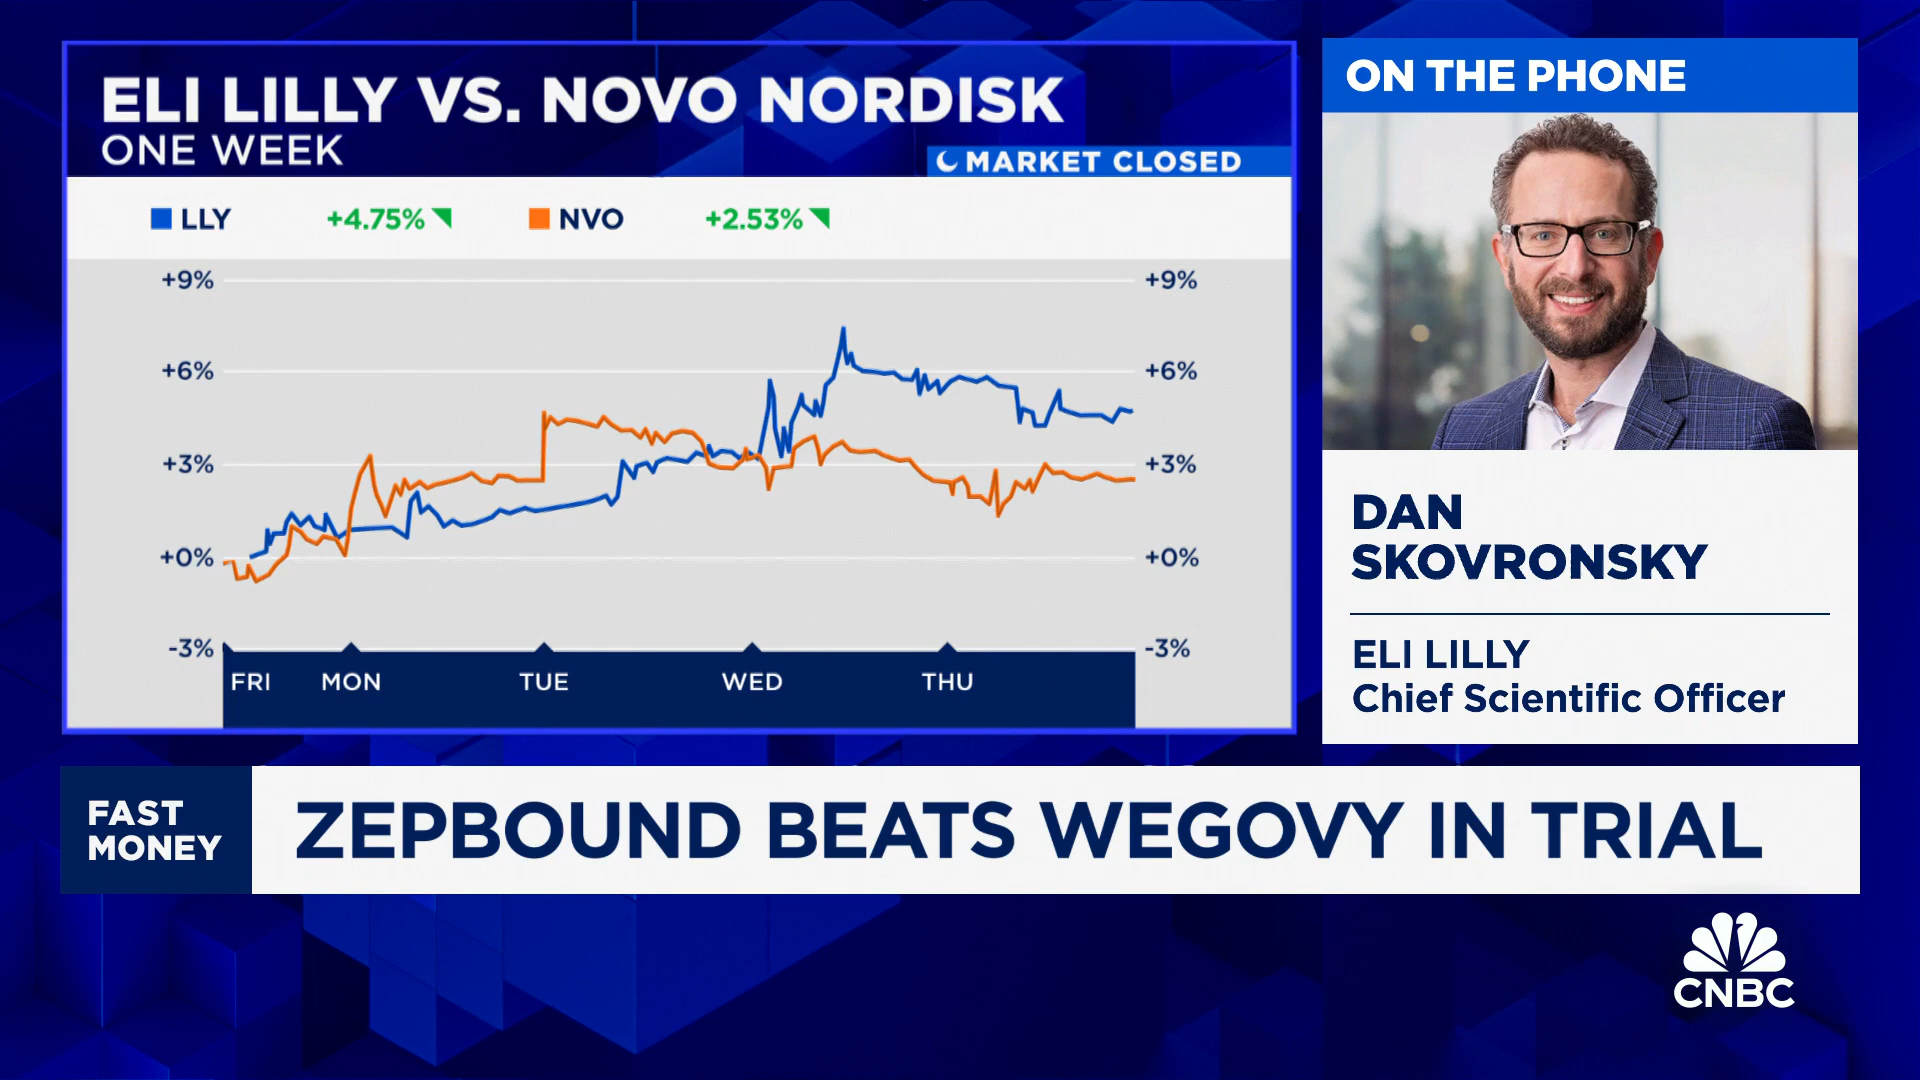 ELI LILLY VS. NOVO NORDISK
ONE WEEK
MARKET CLOSED
LLY +4.75% NVO +2.53%
+9% +9%
+6% +6%
+3% +3%
+0% +0%
-3% -3%
FRI MON TUE WED THU
ON THE PHONE
DAN
SKOVRONSKY
ELI LILLY
Chief Scientific Officer
FAST
MONEY
ZEPBOUND BEATS WEGOVY IN TRIAL
CNBC